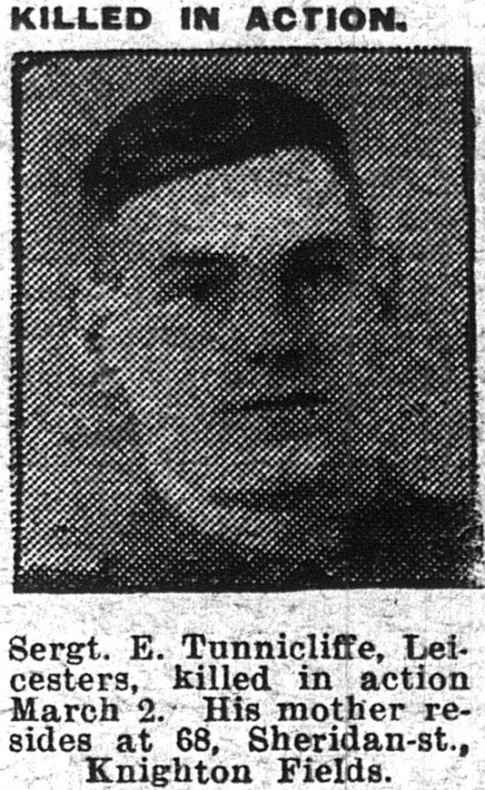 KILLED IN ACTION.
Sergt. E. Tunnicliffe, Lei-
cesters, killed in action
March 2. His mother re-
sides at 68, Sheridan-st.,
Knighton Fields.